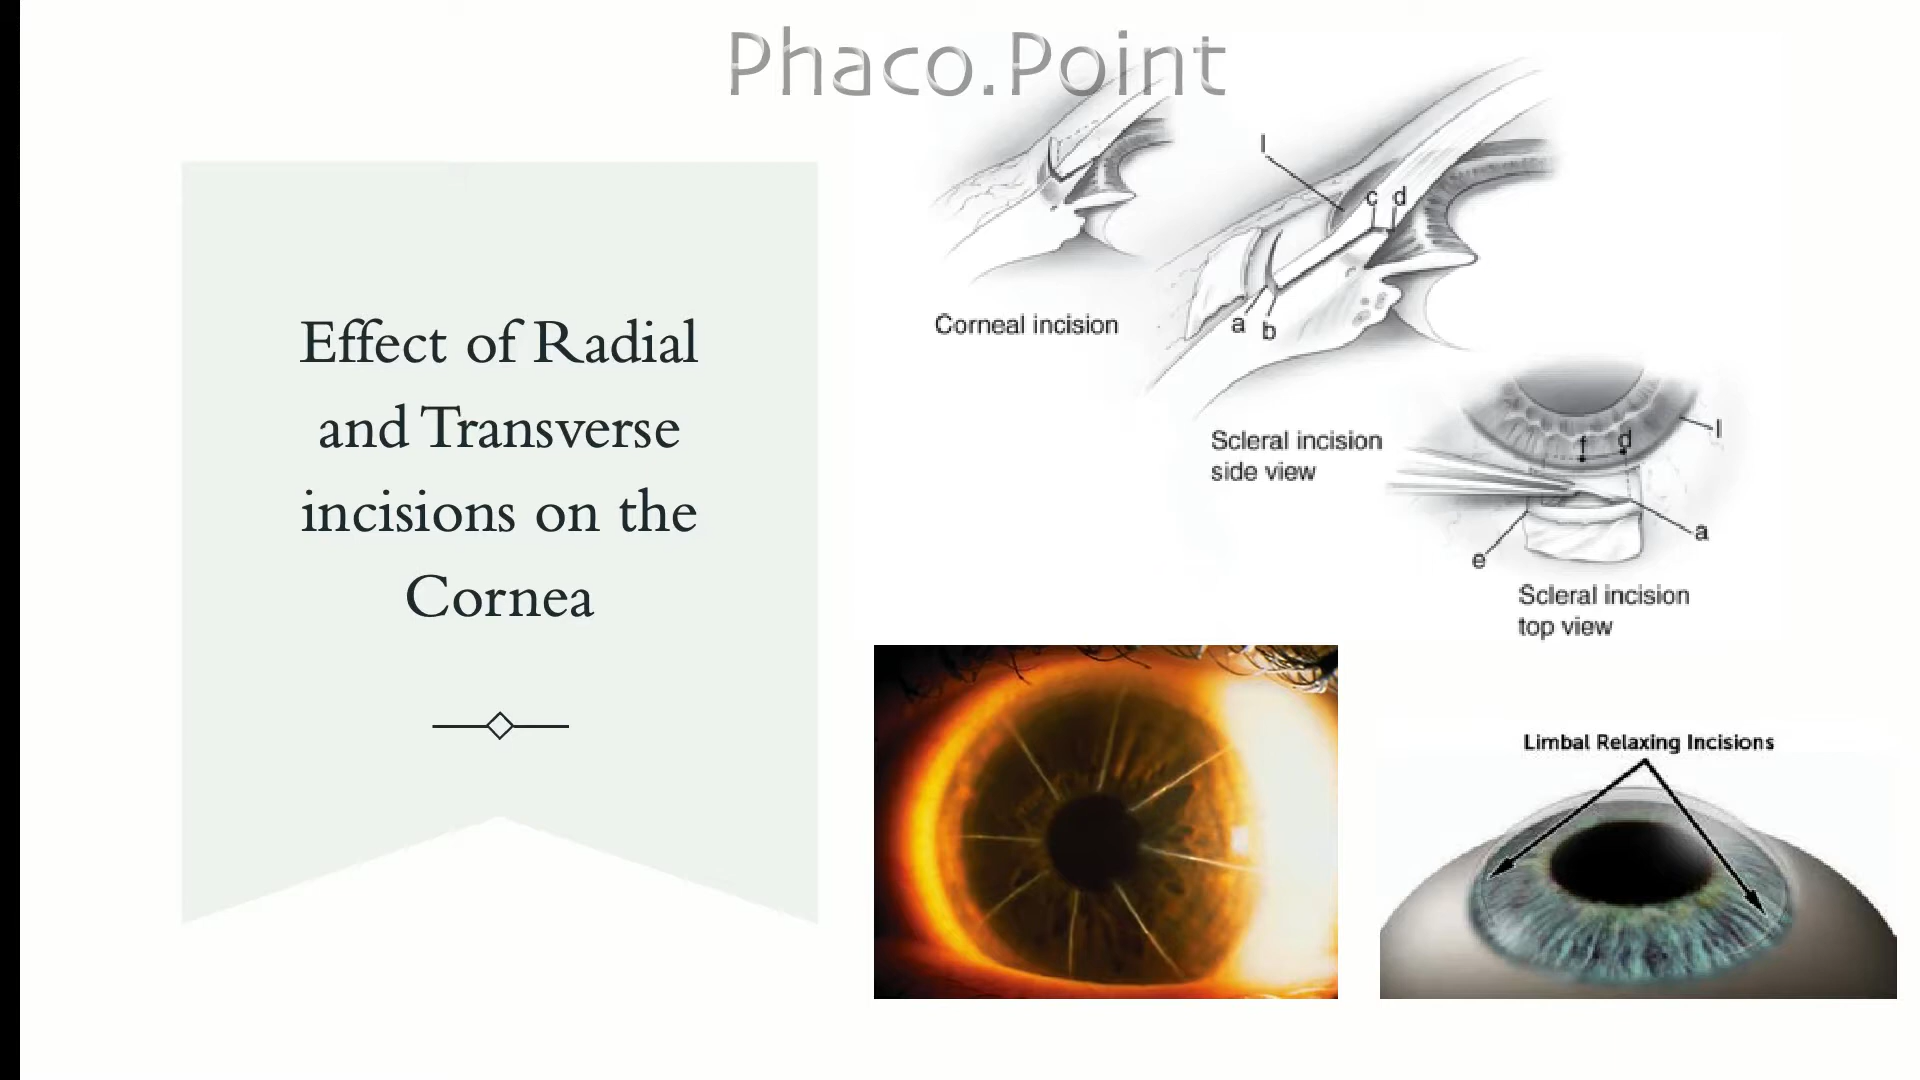 Phaco.Point
Effect of Radial
and Transverse
incisions on the
Cornea
Corneal incision
l
c d
a b
Scleral incision
side view
l
f d
a
e
Scleral incision
top view
Limbal Relaxing Incisions